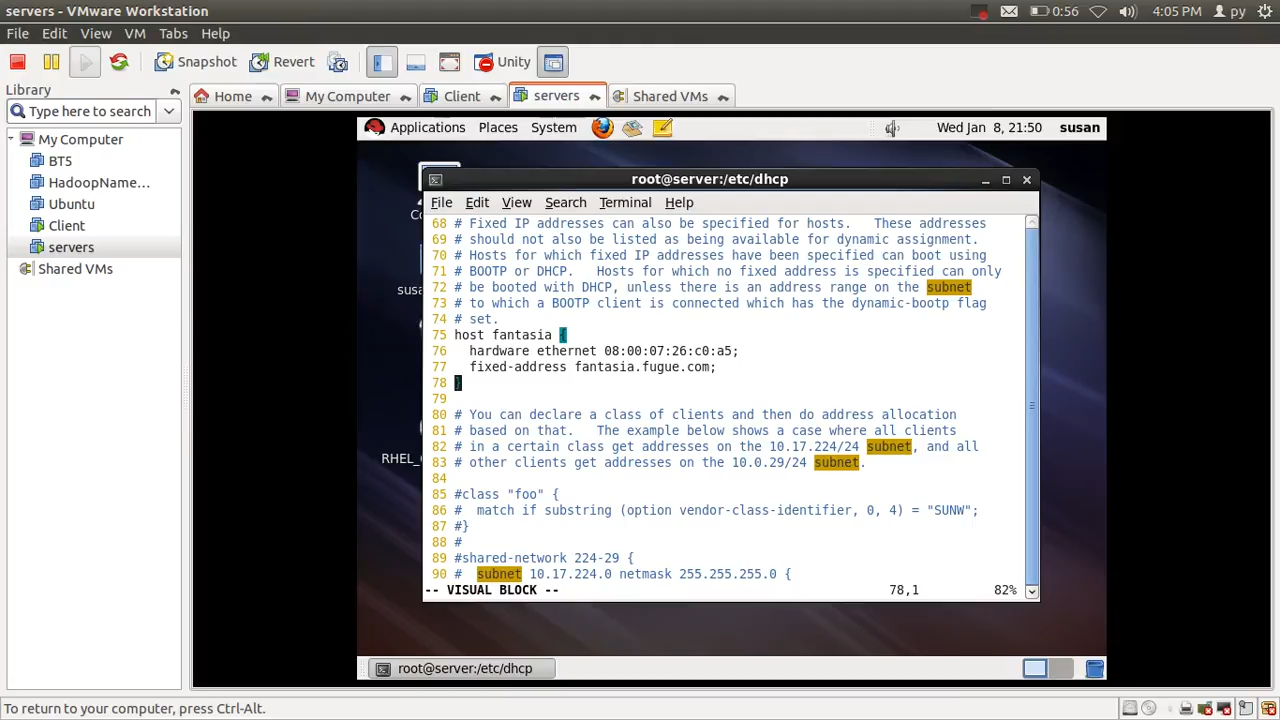 servers - VMware Workstation
0:56 4:05 PM py
File Edit View VM Tabs Help
Snapshot Revert Unity
Library
Type here to search
My Computer
BT5
HadoopName...
Ubuntu
Client
servers
Shared VMs
Home My Computer Client servers Shared VMs
Applications Places System Wed Jan 8, 21:50 susan
root@server:/etc/dhcp
File Edit View Search Terminal Help
68 # Fixed IP addresses can also be specified for hosts. These addresses
69 # should not also be listed as being available for dynamic assignment.
70 # Hosts for which fixed IP addresses have been specified can boot using
71 # BOOTP or DHCP. Hosts for which no fixed address is specified can only
72 # be booted with DHCP, unless there is an address range on the subnet
73 # to which a BOOTP client is connected which has the dynamic-bootp flag
74 # set.
75 host fantasia {
76 hardware ethernet 08:00:07:26:c0:a5;
77 fixed-address fantasia.fugue.com;
78 }
79
80 # You can declare a class of clients and then do address allocation
81 # based on that. The example below shows a case where all clients
82 # in a certain class get addresses on the 10.17.224/24 subnet, and all
83 # other clients get addresses on the 10.0.29/24 subnet.
84
85 #class "foo" {
86 # match if substring (option vendor-class-identifier, 0, 4) = "SUNW";
87 #}
88 #
89 #shared-network 224-29 {
90 # subnet 10.17.224.0 netmask 255.255.255.0 {
-- VISUAL BLOCK -- 78,1 82%
root@server:/etc/dhcp
To return to your computer, press Ctrl-Alt.